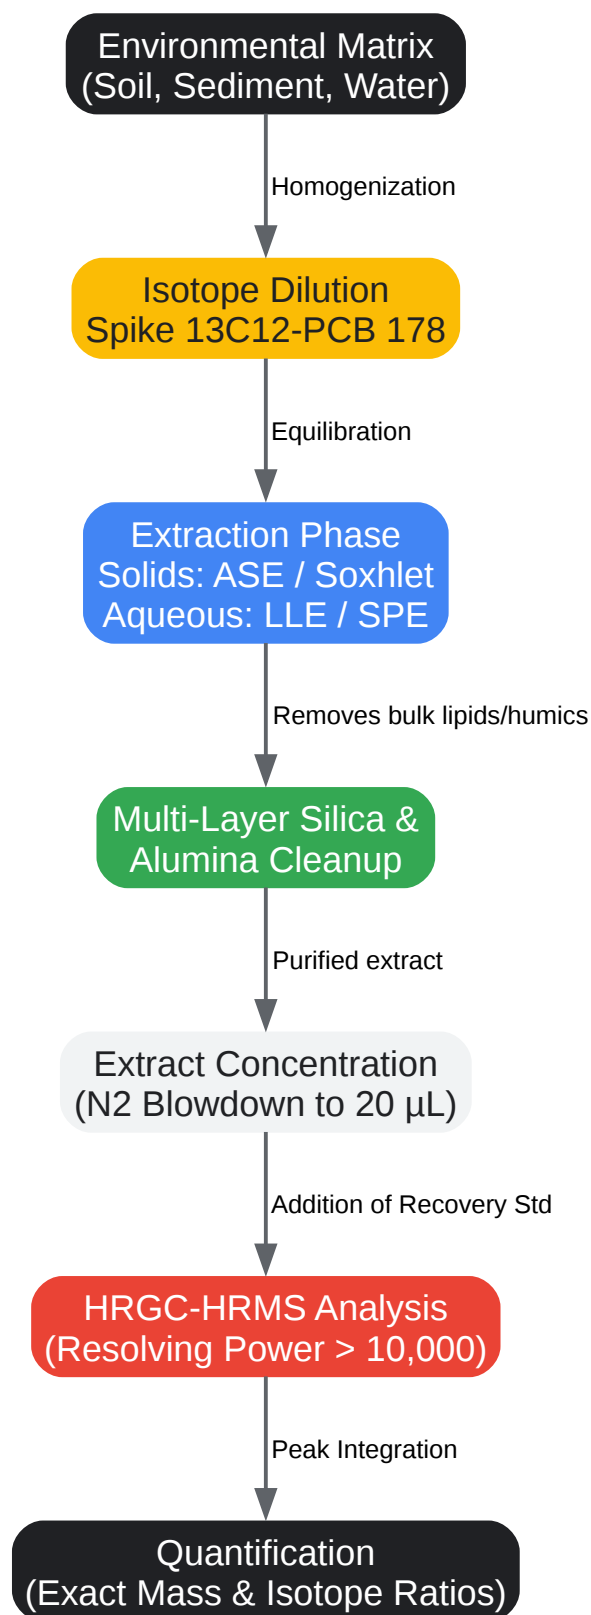 Environmental Matrix
(Soil, Sediment, Water)
Homogenization
Isotope Dilution
Spike 13C12-PCB 178
Equilibration
Extraction Phase
Solids: ASE / Soxhlet
Aqueous: LLE / SPE
Removes bulk lipids/humics
Multi-Layer Silica &
Alumina Cleanup
Purified extract
Extract Concentration
(N2 Blowdown to 20 µL)
Addition of Recovery Std
HRGC-HRMS Analysis
(Resolving Power > 10,000)
Peak Integration
Quantification
(Exact Mass & Isotope Ratios)